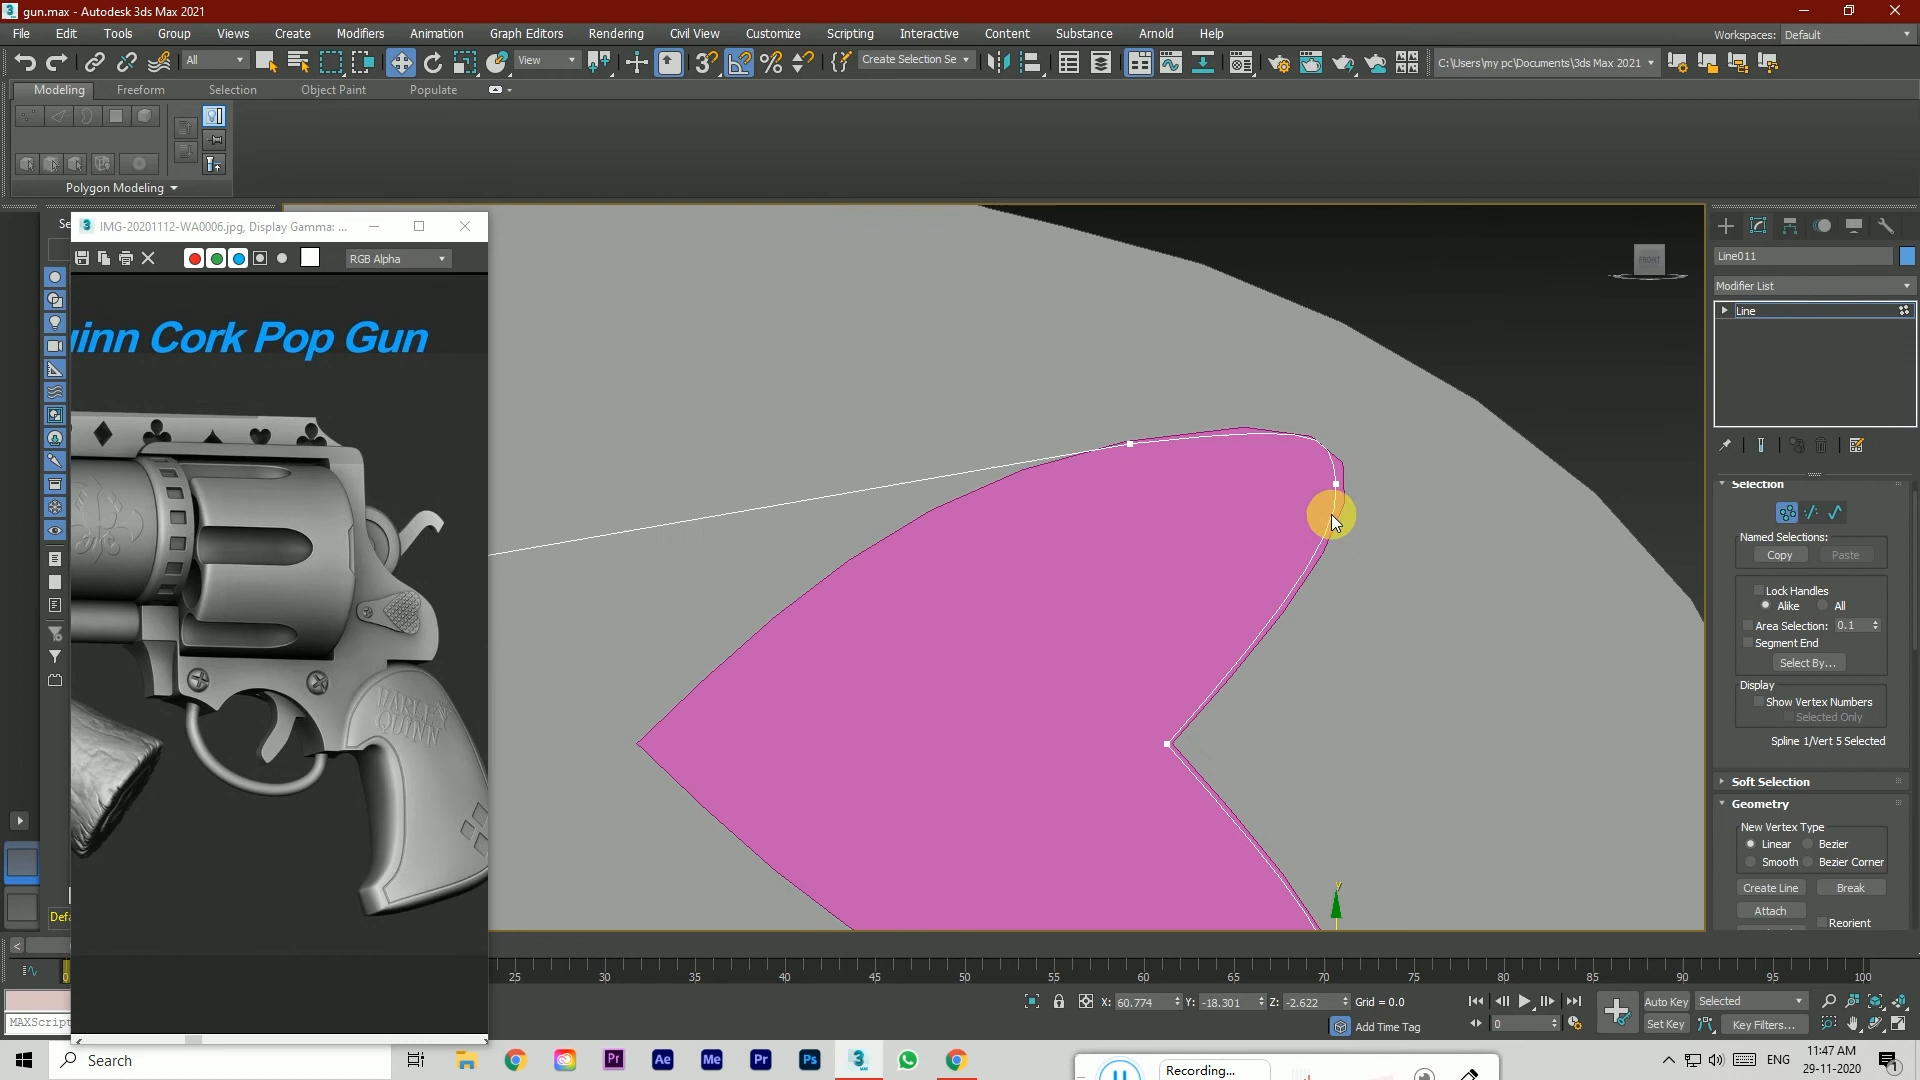 gun.max - Autodesk 3ds Max 2021
File Edit Tools Group Views Create Modifiers Animation Graph Editors Rendering Civil View Customize Scripting Interactive Content Substance Arnold Help
Workspaces: Default
All View Create Selection Se C:\Users\my pc\Documents\3ds Max 2021
Modeling Freeform Selection Object Paint Populate
Polygon Modeling
IMG-20201112-WA0006.jpg, Display Gamma: ...
RGB Alpha
uinn Cork Pop Gun
HARLEY
QUINN
FRONT
Line011
Modifier List
Line
Selection
Named Selections:
Copy Paste
Lock Handles
Alike All
Area Selection: 0.1
Segment End
Select By...
Display
Show Vertex Numbers
Selected Only
Spline 1/Vert 5 Selected
Soft Selection
Geometry
New Vertex Type
Linear Bezier
Smooth Bezier Corner
Create Line Break
Attach
Reorient
y
Defa
0 25 30 35 40 45 50 55 60 65 70 75 80 85 90 95 100
X: 60.774 Y: -18.301 Z: -2.622 Grid = 0.0
Auto Key Selected
MAXScript
Add Time Tag
0
Set Key Key Filters...
Search
Recording...
ENG
11:47 AM
29-11-2020
1